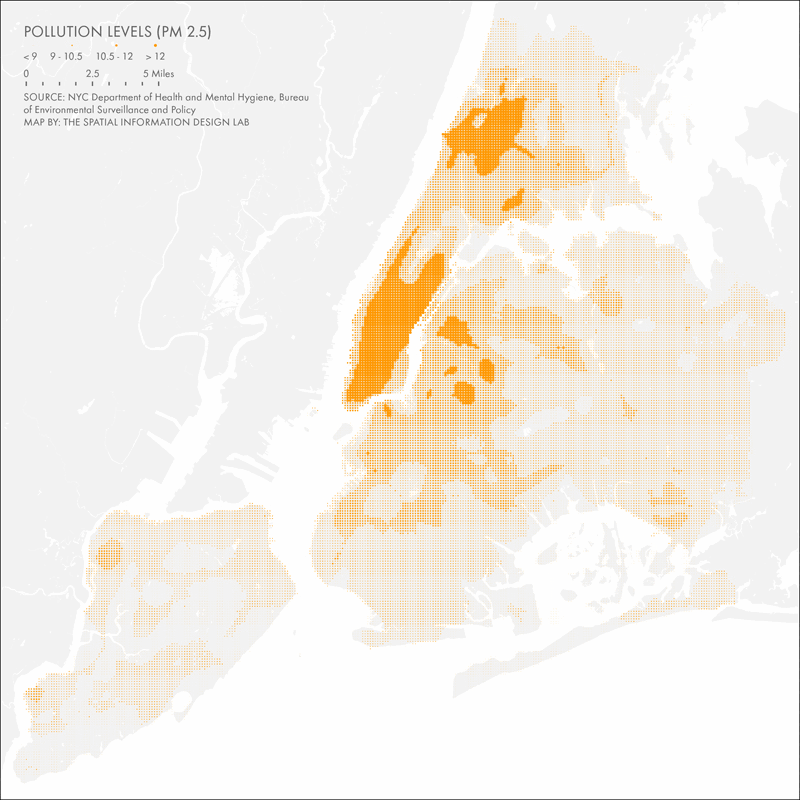 POLLUTION LEVELS (PM 2.5)
< 9 9 - 10.5 10.5 - 12 > 12
0 2.5 5 Miles
SOURCE: NYC Department of Health and Mental Hygiene, Bureau
of Environmental Surveillance and Policy
MAP BY: THE SPATIAL INFORMATION DESIGN LAB